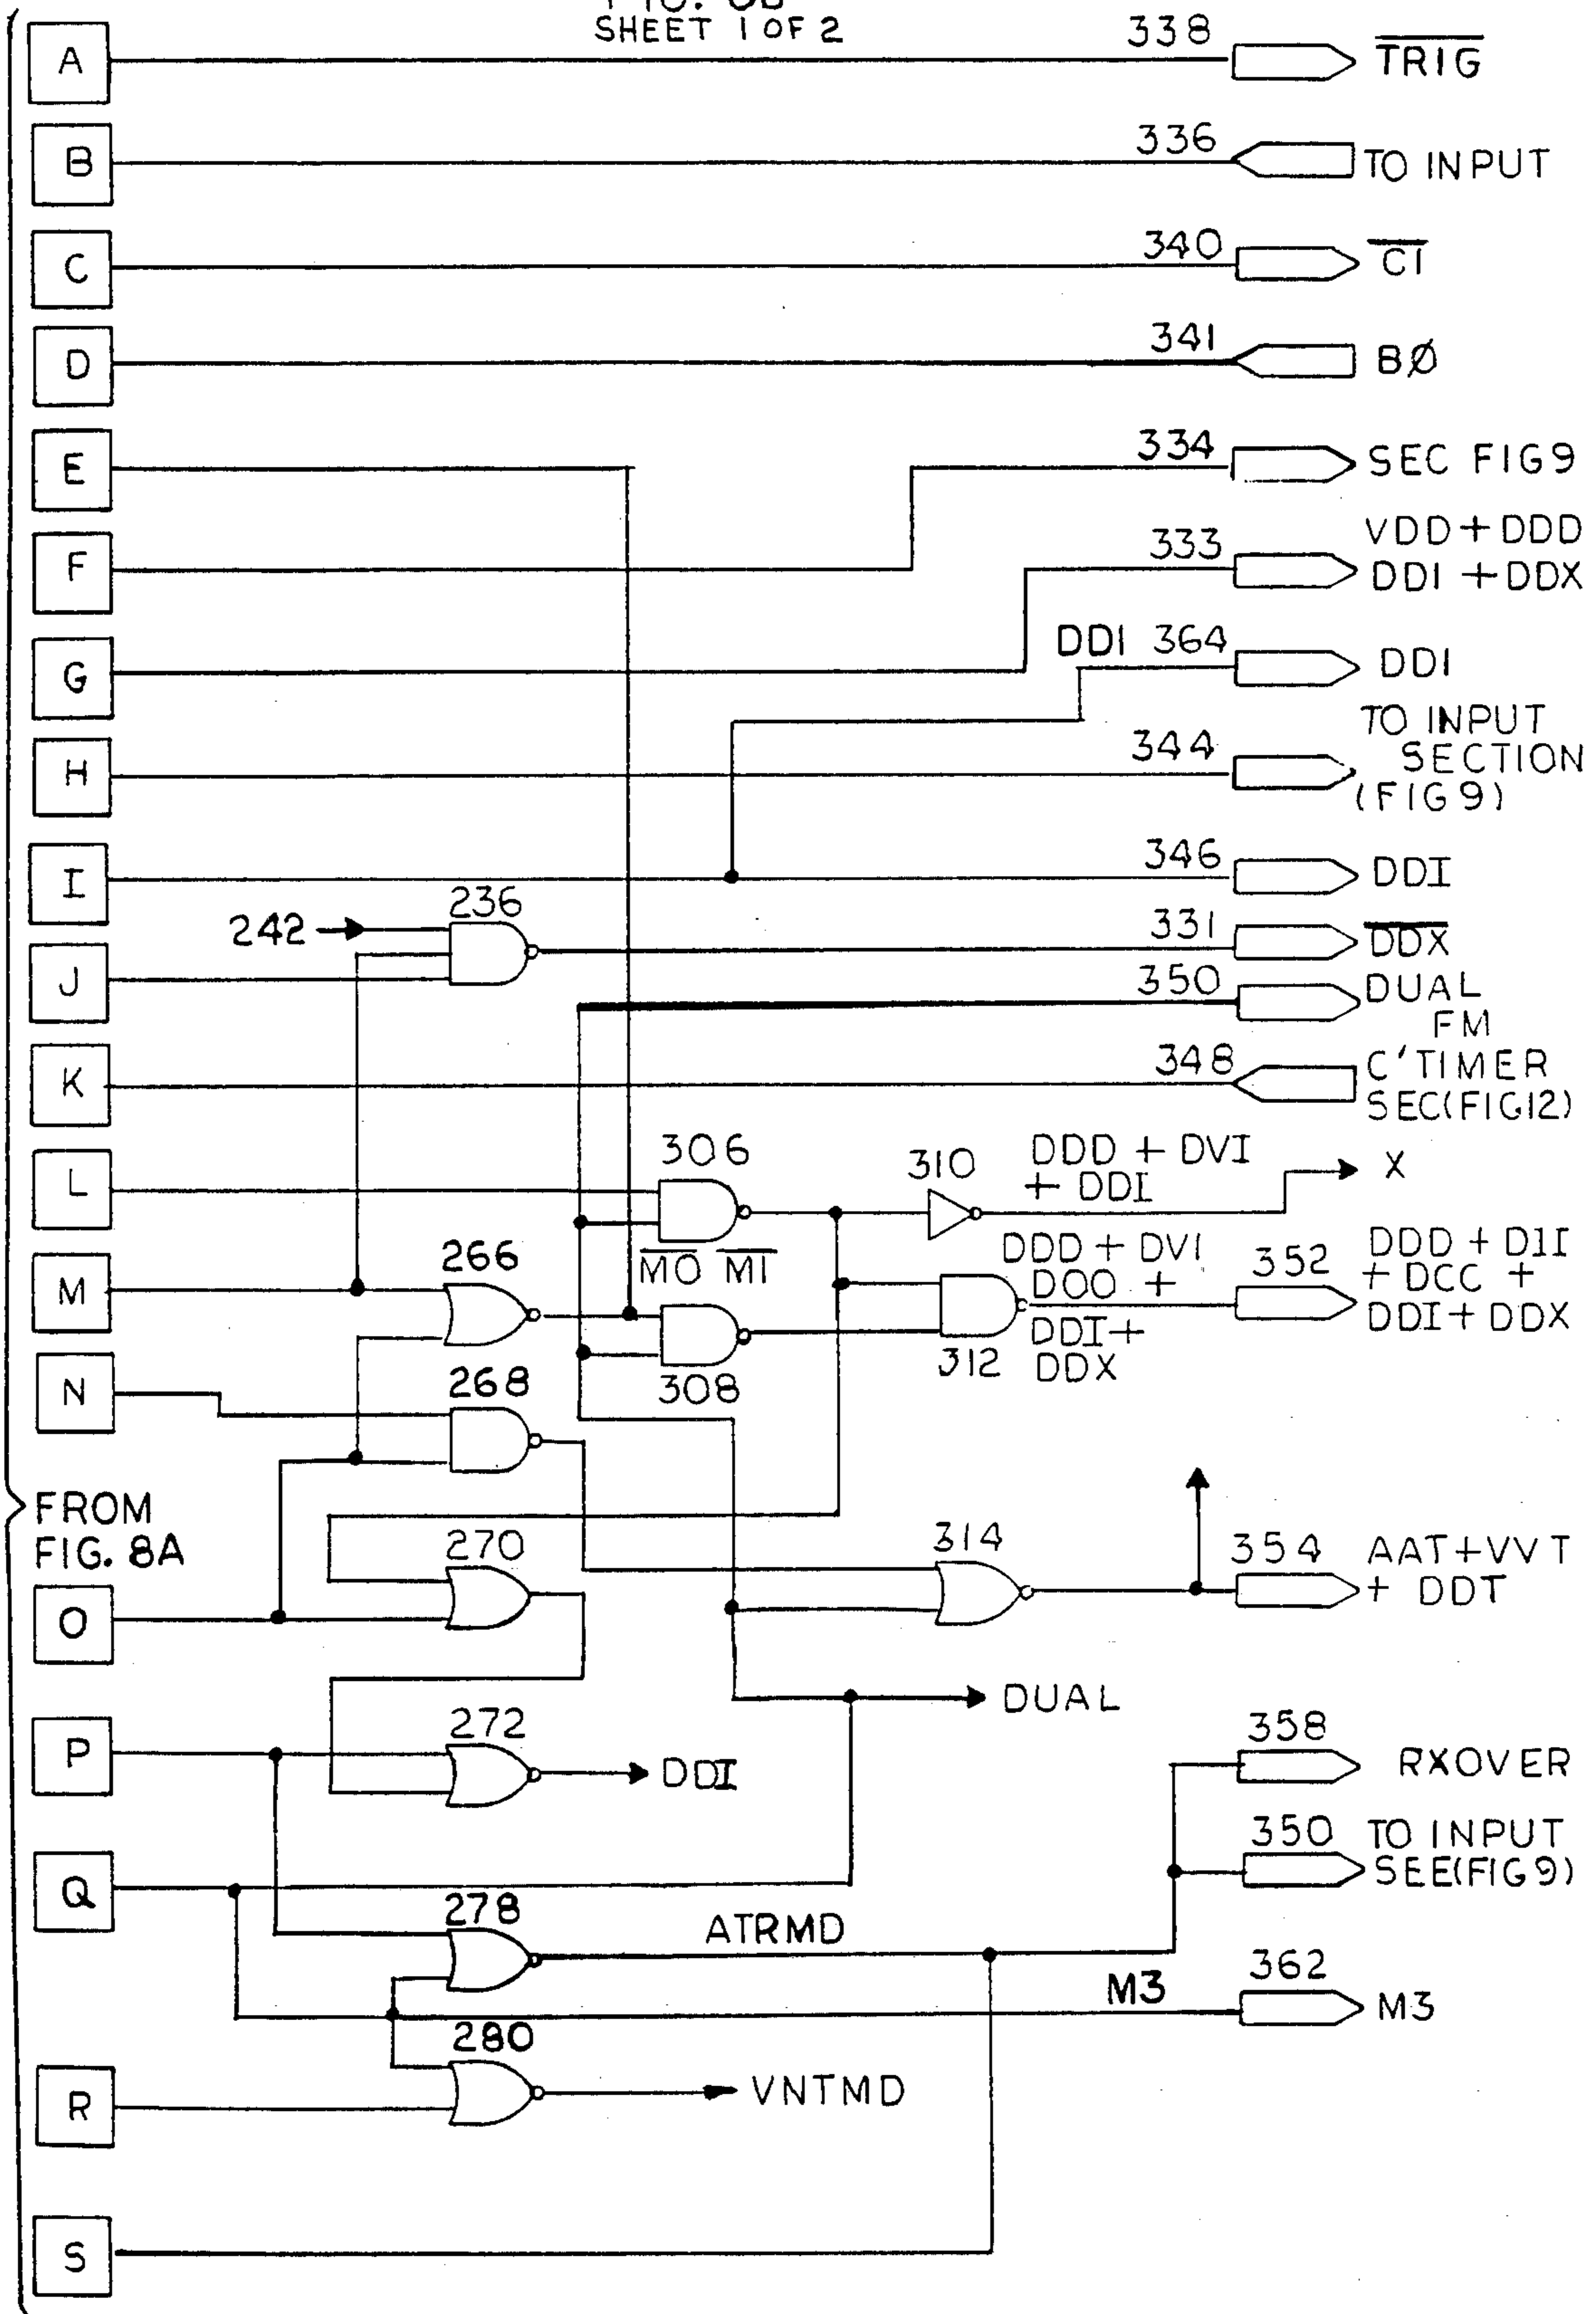 SHEET 1 OF 2
A
338
TRIG
B
336
TO INPUT
C
340
CI
D
341
BØ
E
334
SEC FIG9
F
333
VDD + DDD
DDI + DDX
G
DDI 364
DDI
H
344
TO INPUT
SECTION
(FIG 9)
I
346
DDI
242
236
J
331
DDX
350
DUAL
FM
K
348
C'TIMER
SEC(FIG12)
L
306
310
DDD + DVI
+ DDI
X
M
266
MO MI
308
DDD + DVI
DOO +
DDI+
DDX
312
352
DDD + DII
+ DCC +
DDI + DDX
N
268
FROM
FIG. 8A
270
314
354
AAT+VVT
+ DDT
O
DUAL
P
272
DDI
358
RXOVER
Q
350
TO INPUT
SEE(FIG9)
278
ATRMD
M3
362
M3
280
R
VNTMD
S